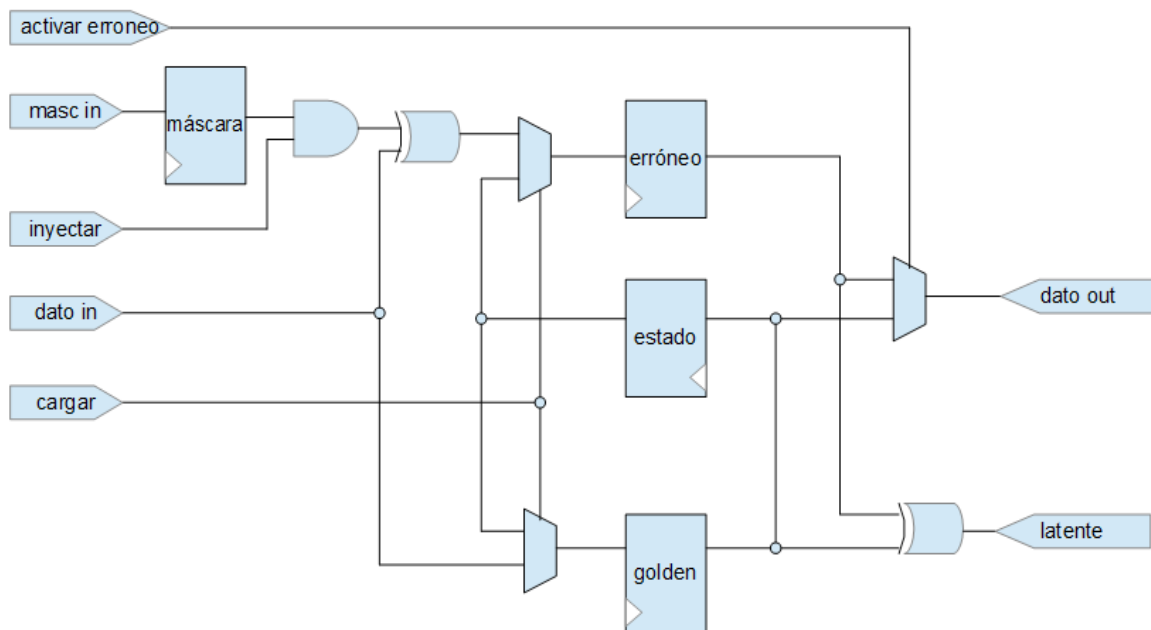 activar erroneo
masc in
máscara
inyectar
dato in
cargar
erróneo
estado
golden
dato out
latente